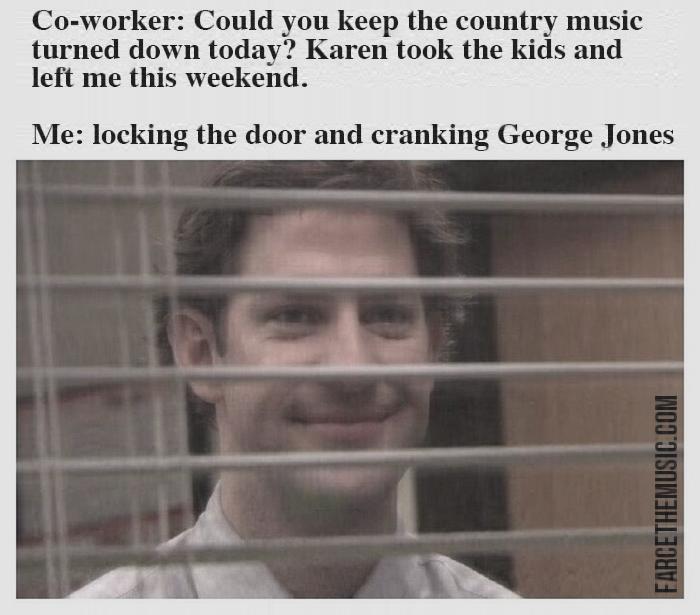 Co-worker: Could you keep the country music
turned down today? Karen took the kids and
left me this weekend.
Me: locking the door and cranking George Jones
FARCETHEMUSIC.COM